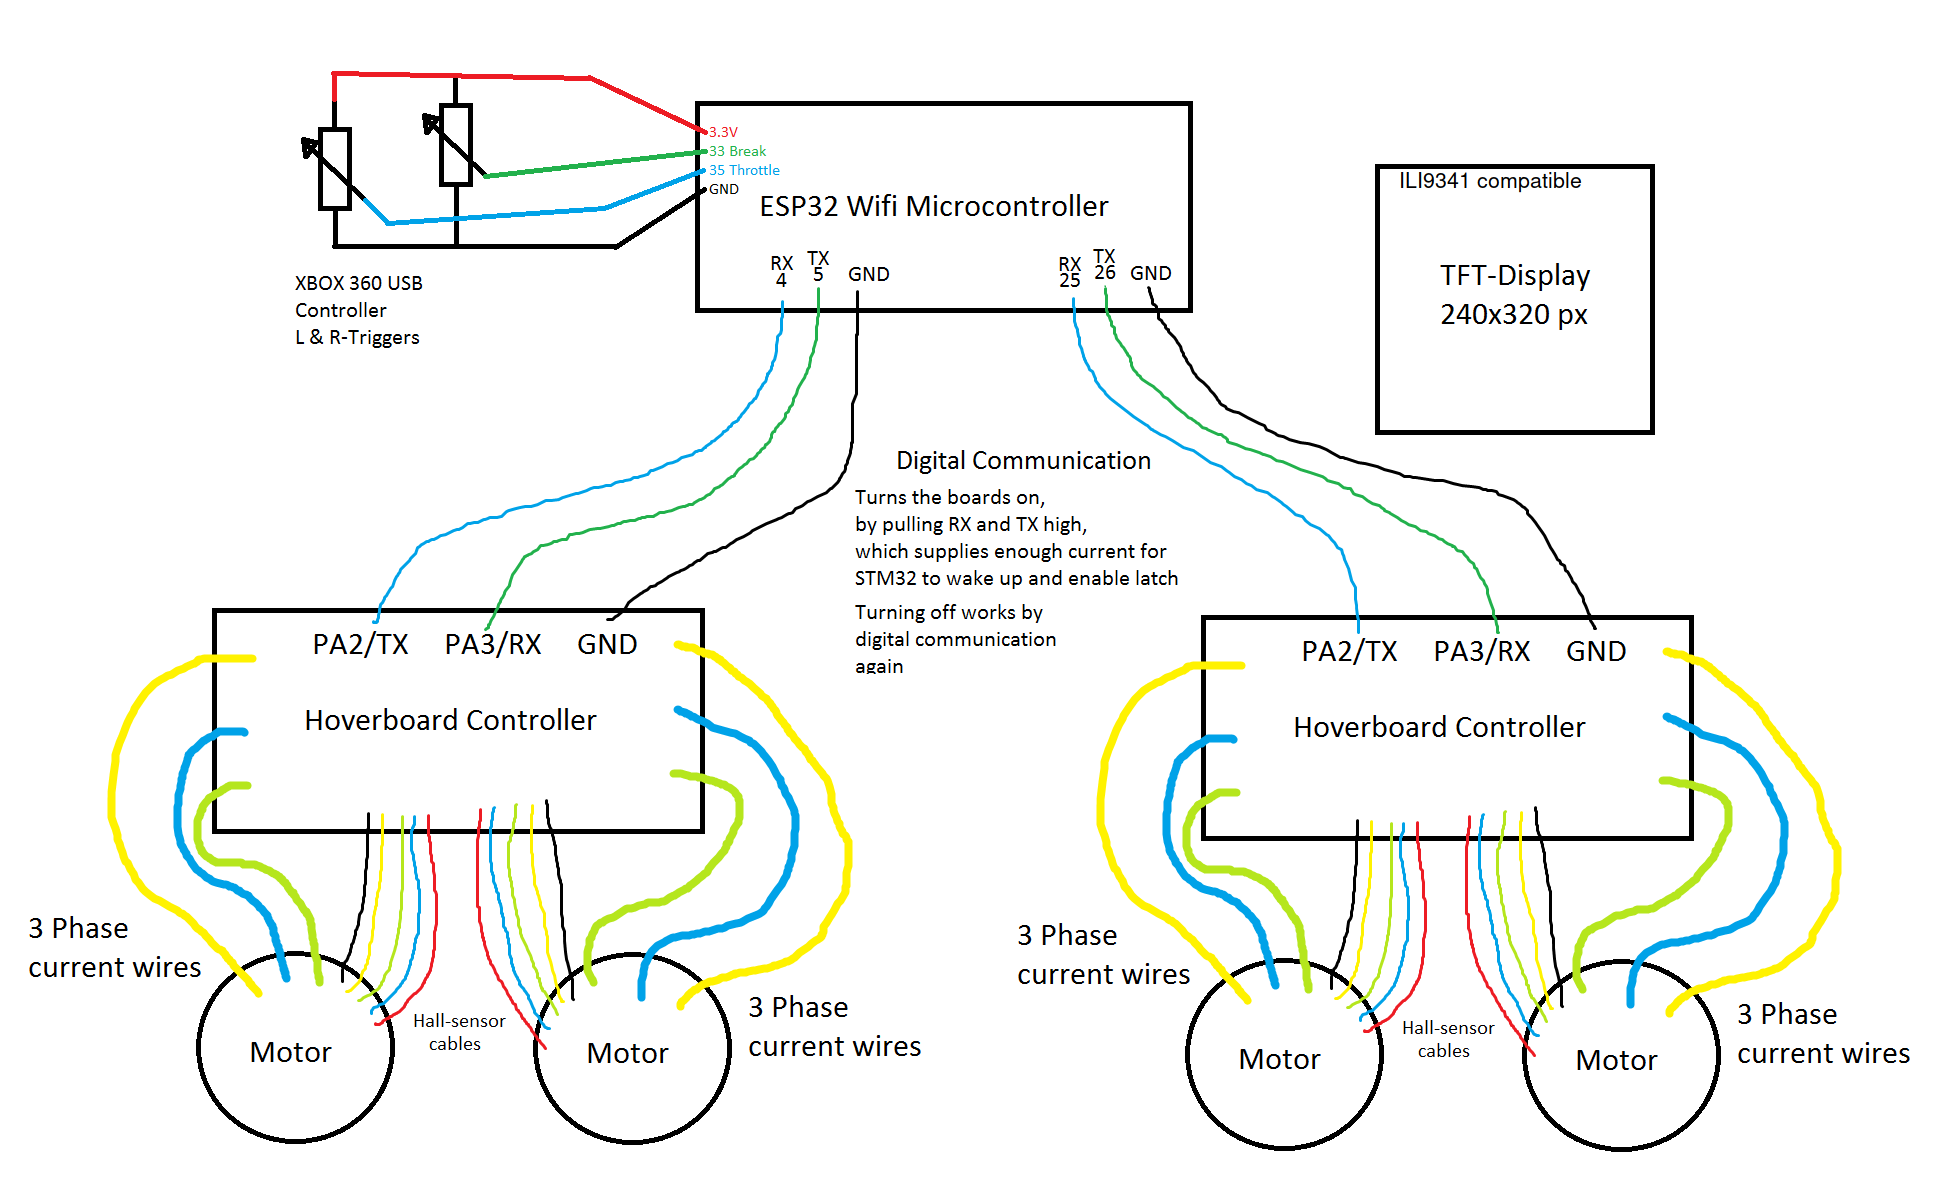 3.3V
33 Break
35 Throttle
GND
ESP32 Wifi Microcontroller
RX
4
TX
5
GND
RX
25
TX
26
GND
ILI9341 compatible
TFT-Display
240x320 px
XBOX 360 USB
Controller
L & R-Triggers
Digital Communication
Turns the boards on,
by pulling RX and TX high,
which supplies enough current for
STM32 to wake up and enable latch
Turning off works by
digital communication
again
PA2/TX
PA3/RX
GND
Hoverboard Controller
PA2/TX
PA3/RX
GND
Hoverboard Controller
3 Phase
current wires
Motor
Hall-sensor
cables
Motor
3 Phase
current wires
3 Phase
current wires
Motor
Hall-sensor
cables
Motor
3 Phase
current wires